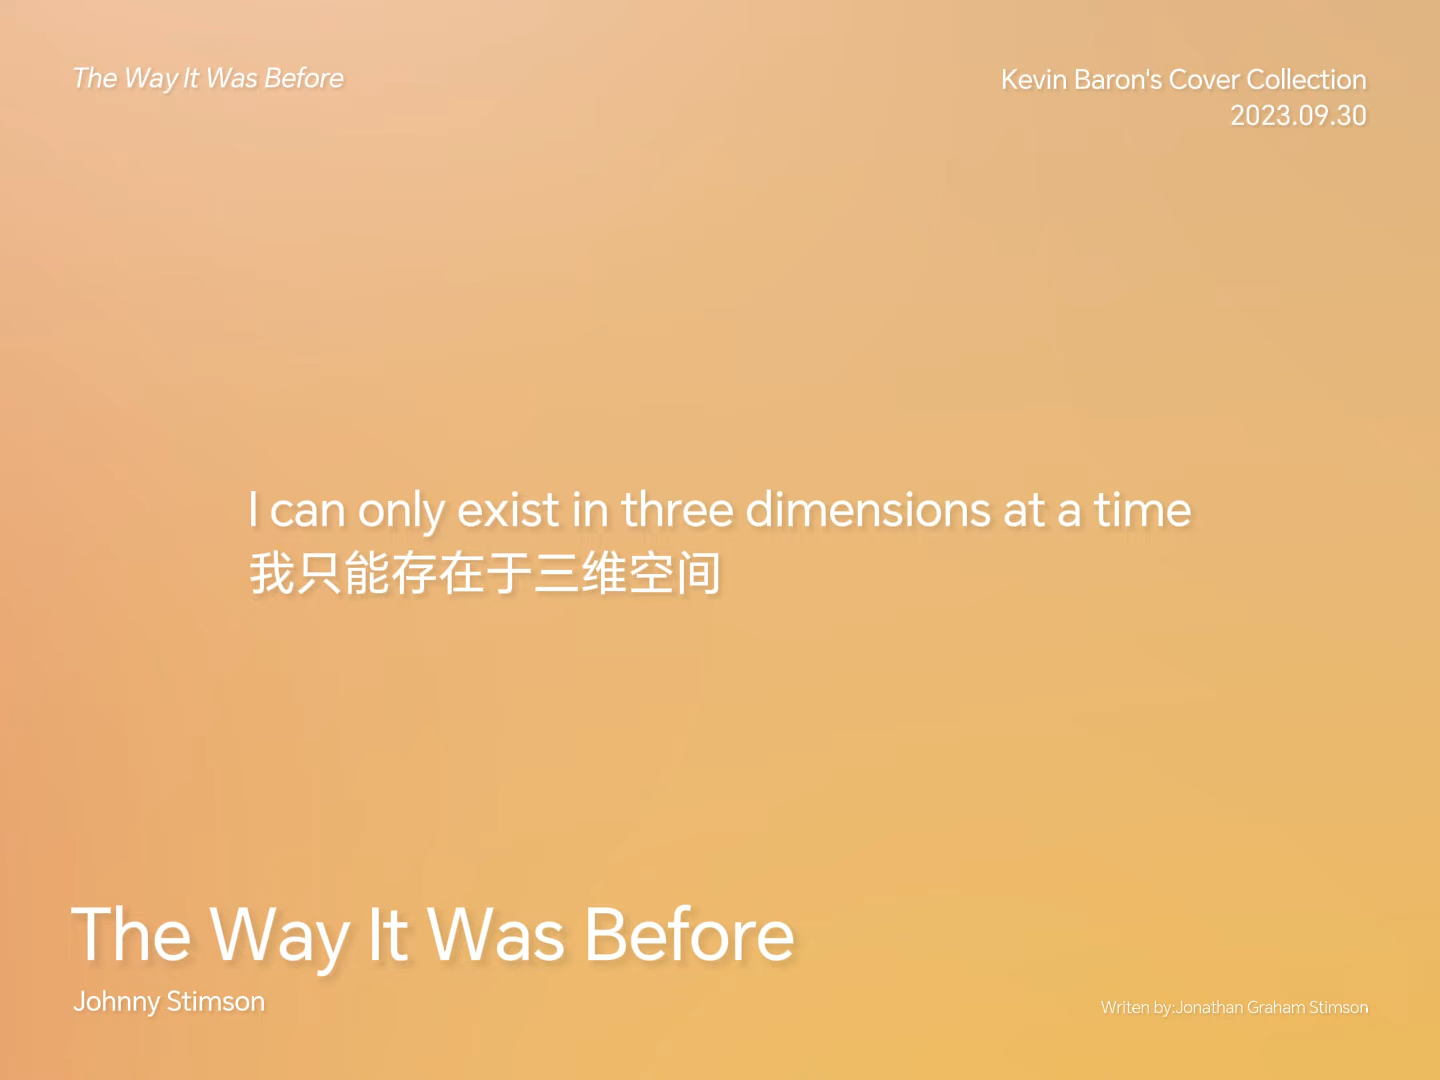 The Way It Was Before
Kevin Baron's Cover Collection
2023.09.30
I can only exist in three dimensions at a time
我只能存在于三维空间
The Way It Was Before
Johnny Stimson
Writen by:Jonathan Graham Stimson